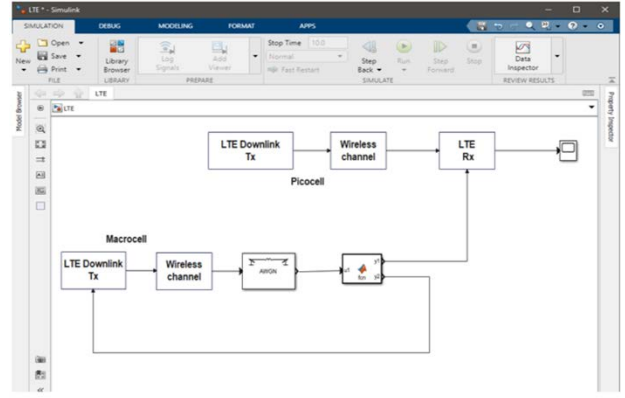 LTE * - Simulink
SIMULATION
DEBUG
MODELING
FORMAT
APPS
New
Open
Save
Print
FILE
Library
Browser
LIBRARY
Log
Signals
Add
Viewer
PREPARE
Stop Time 10.0
Normal
Fast Restart
Step
Back
Run
Step
Forward
Stop
SIMULATE
Data
Inspector
REVIEW RESULTS
LTE
LTE
Model Browser
Property Inspector
LTE Downlink
Tx
Wireless
channel
LTE
Rx
Picocell
Macrocell
LTE Downlink
Tx
Wireless
channel
AWGN
u1
fcn
y1
y2